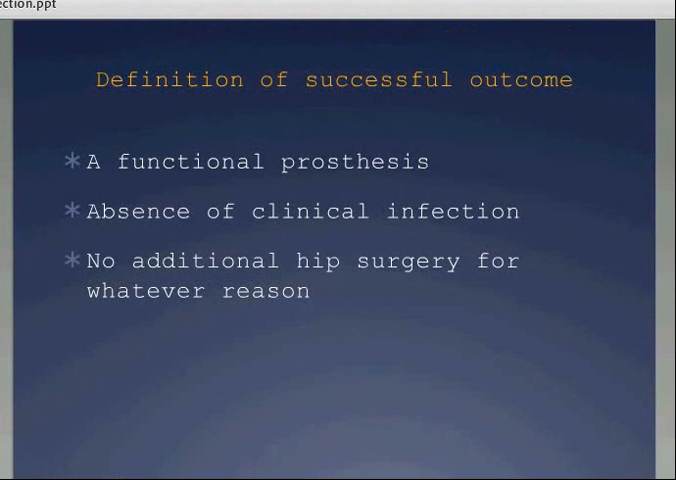 ection.ppt
Definition of successful outcome
* A functional prosthesis
* Absence of clinical infection
* No additional hip surgery for
whatever reason